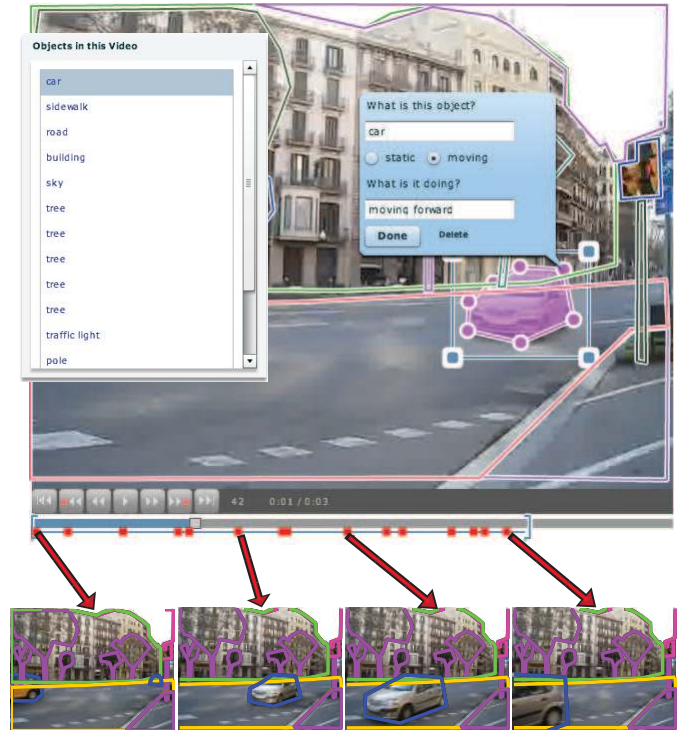 Objects in this Video
car
sidewalk
road
building
sky
tree
tree
tree
tree
tree
traffic light
pole
What is this object?
car
static moving
What is it doing?
moving forward
Done Delete
42 0:01 / 0:03